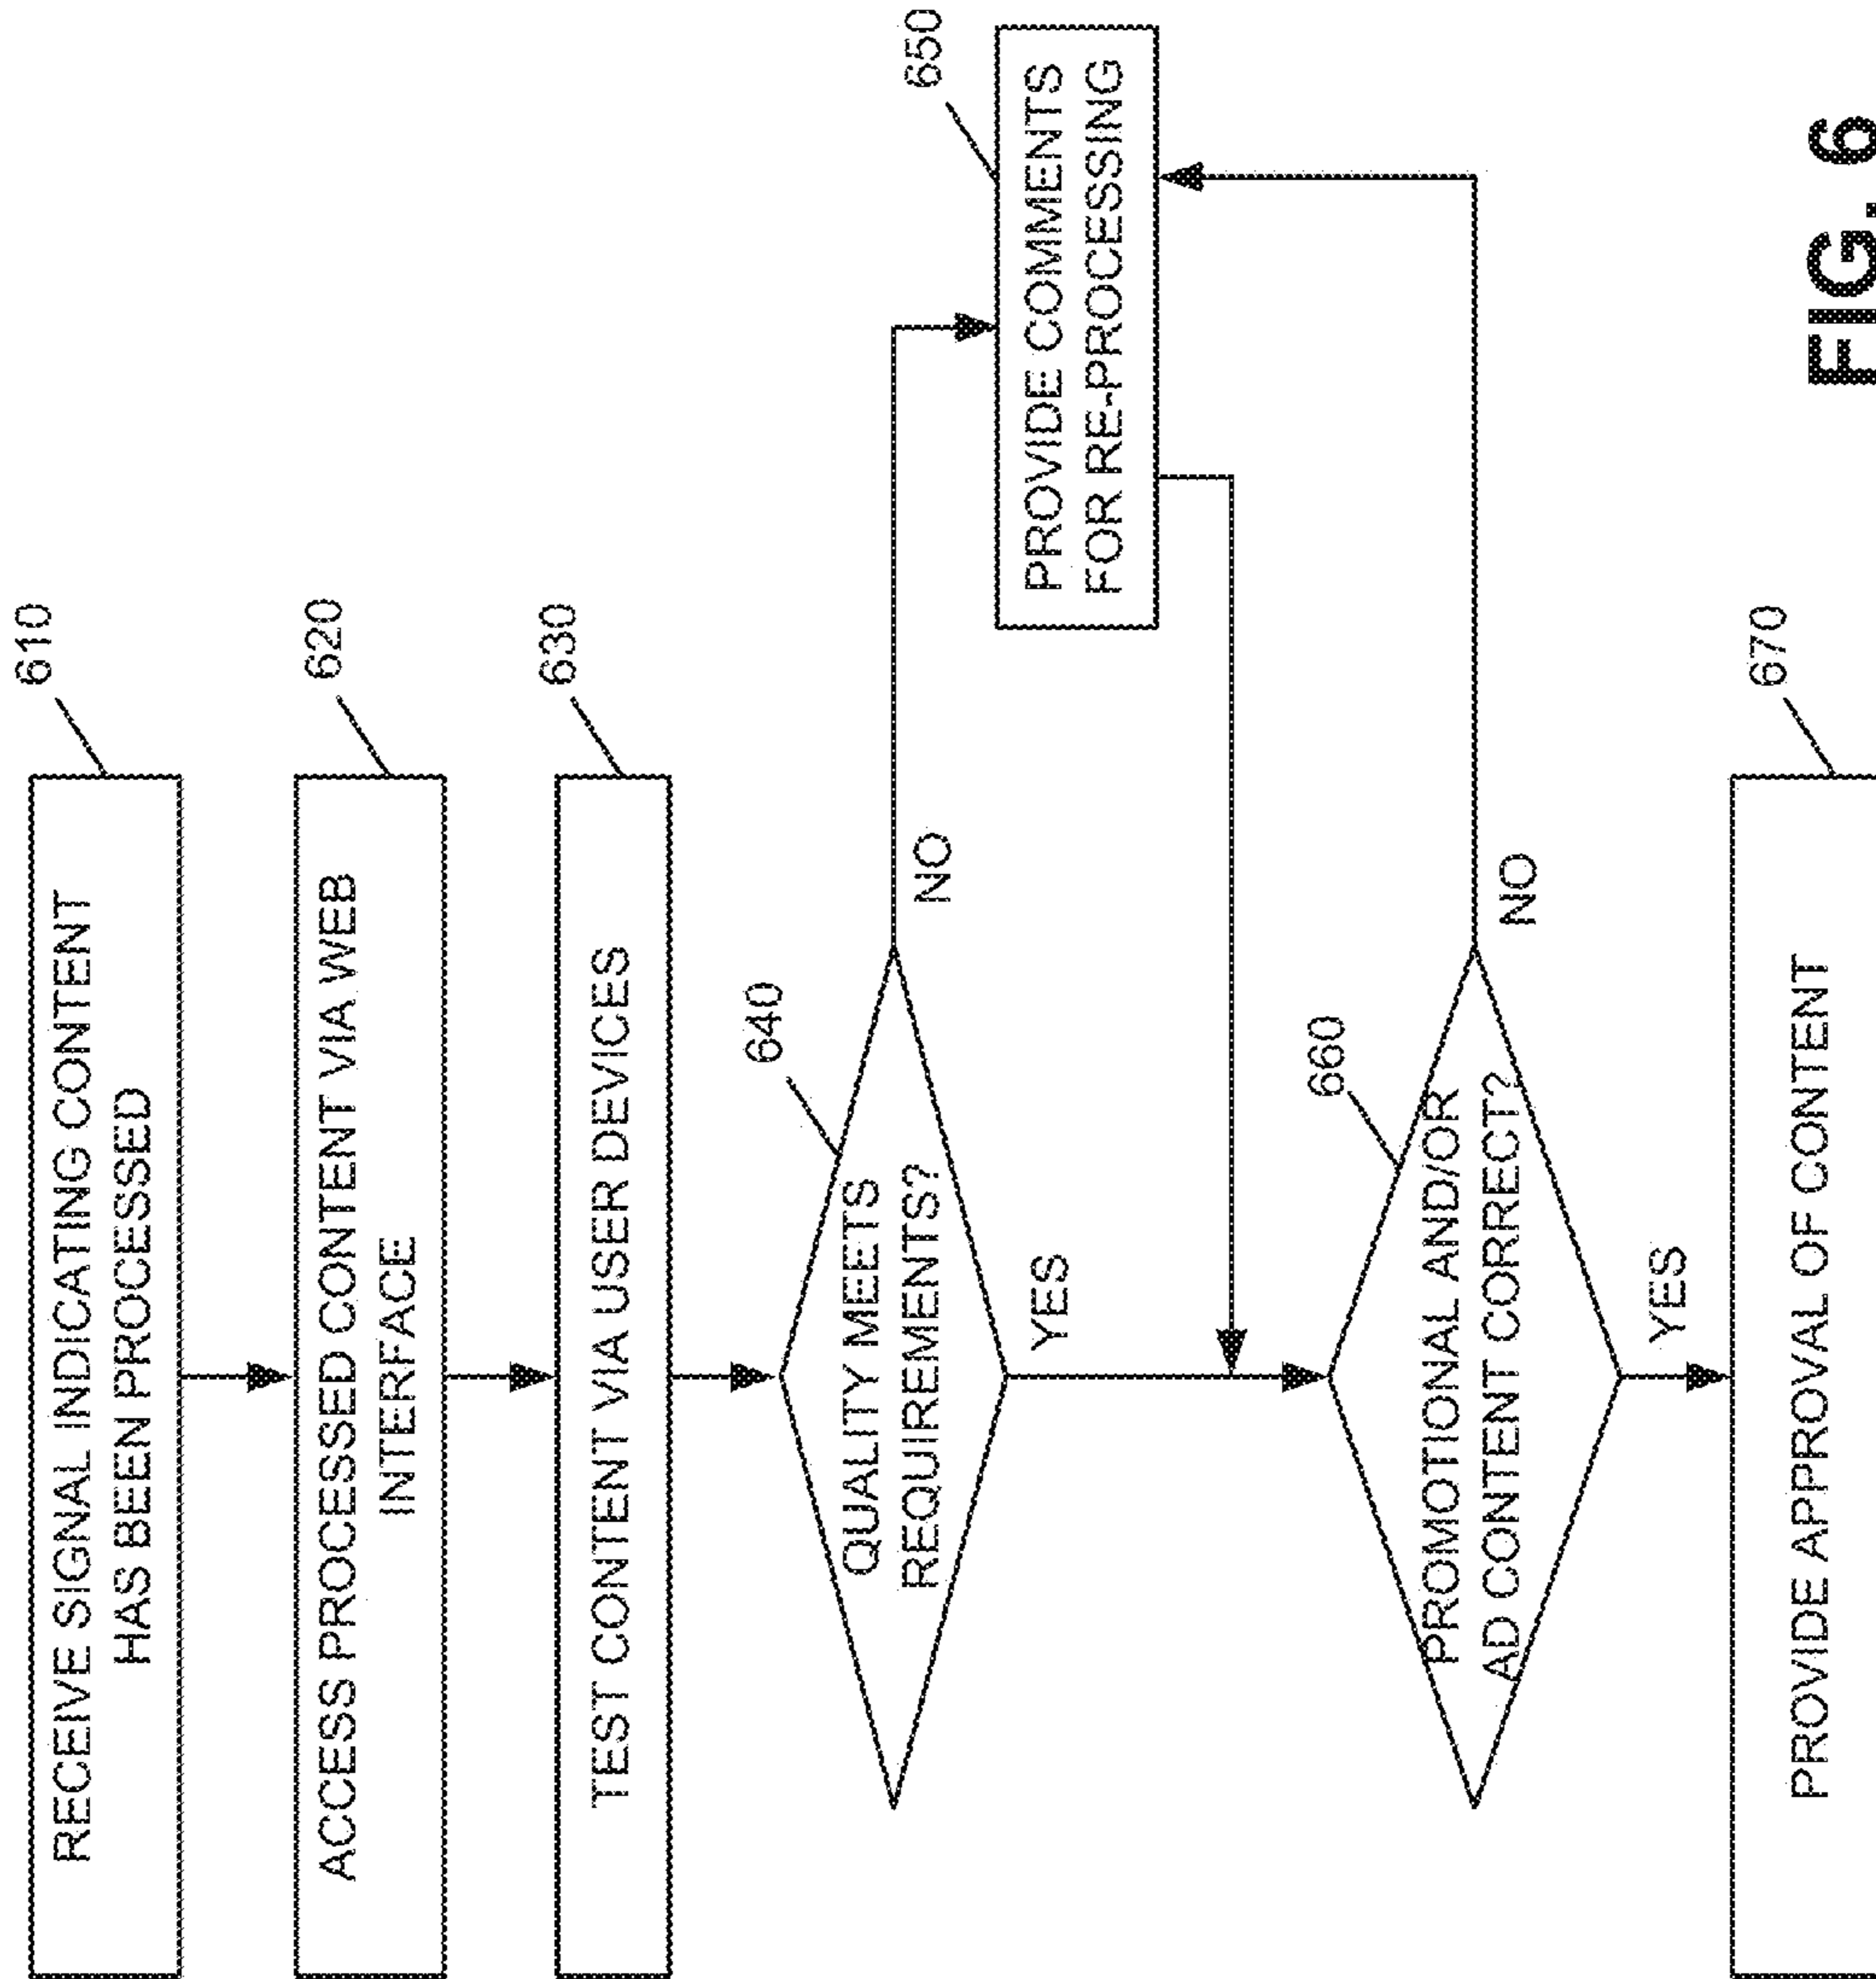 610
RECEIVE SIGNAL INDICATING CONTENT
HAS BEEN PROCESSED
620
ACCESS PROCESSED CONTENT VIA WEB
INTERFACE
630
TEST CONTENT VIA USER DEVICES
640
QUALITY MEETS
REQUIREMENTS?
NO
YES
650
PROVIDE COMMENTS
FOR RE-PROCESSING
660
PROMOTIONAL AND/OR
AD CONTENT CORRECT?
NO
YES
670
PROVIDE APPROVAL OF CONTENT
FIG. 6